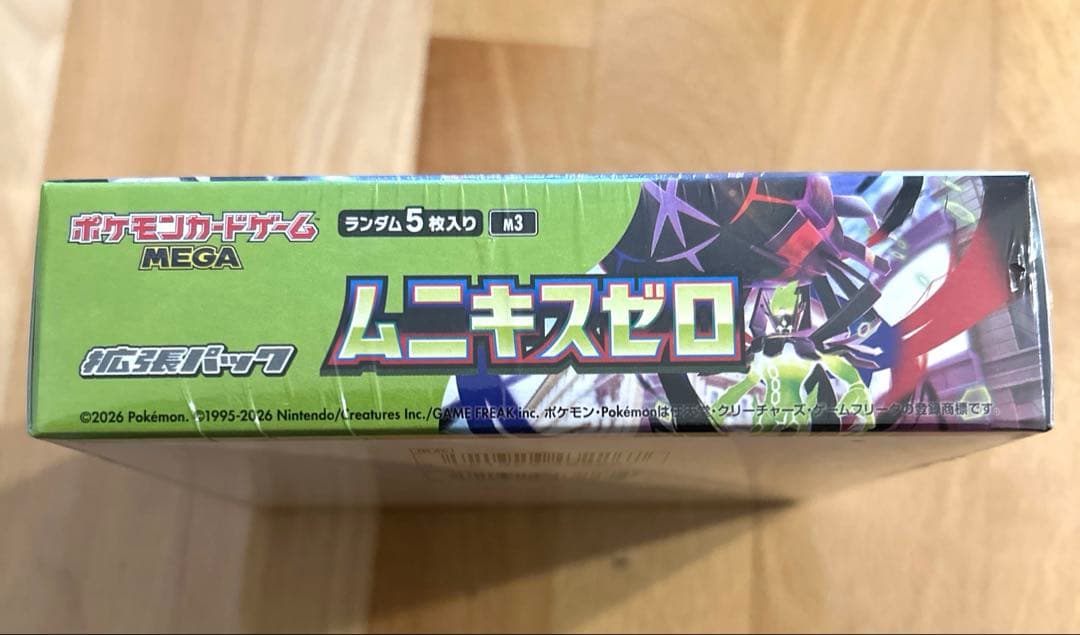 ポケモンカードゲーム
MEGA
ランダム5枚入り M3
ムニキスゼロ
拡張パック
©2026 Pokémon. ©1995-2026 Nintendo/Creatures Inc./GAME FREAK inc. ポケモン・Pokémonは任天堂・クリーチャーズ・ゲームフリークの登録商標です。